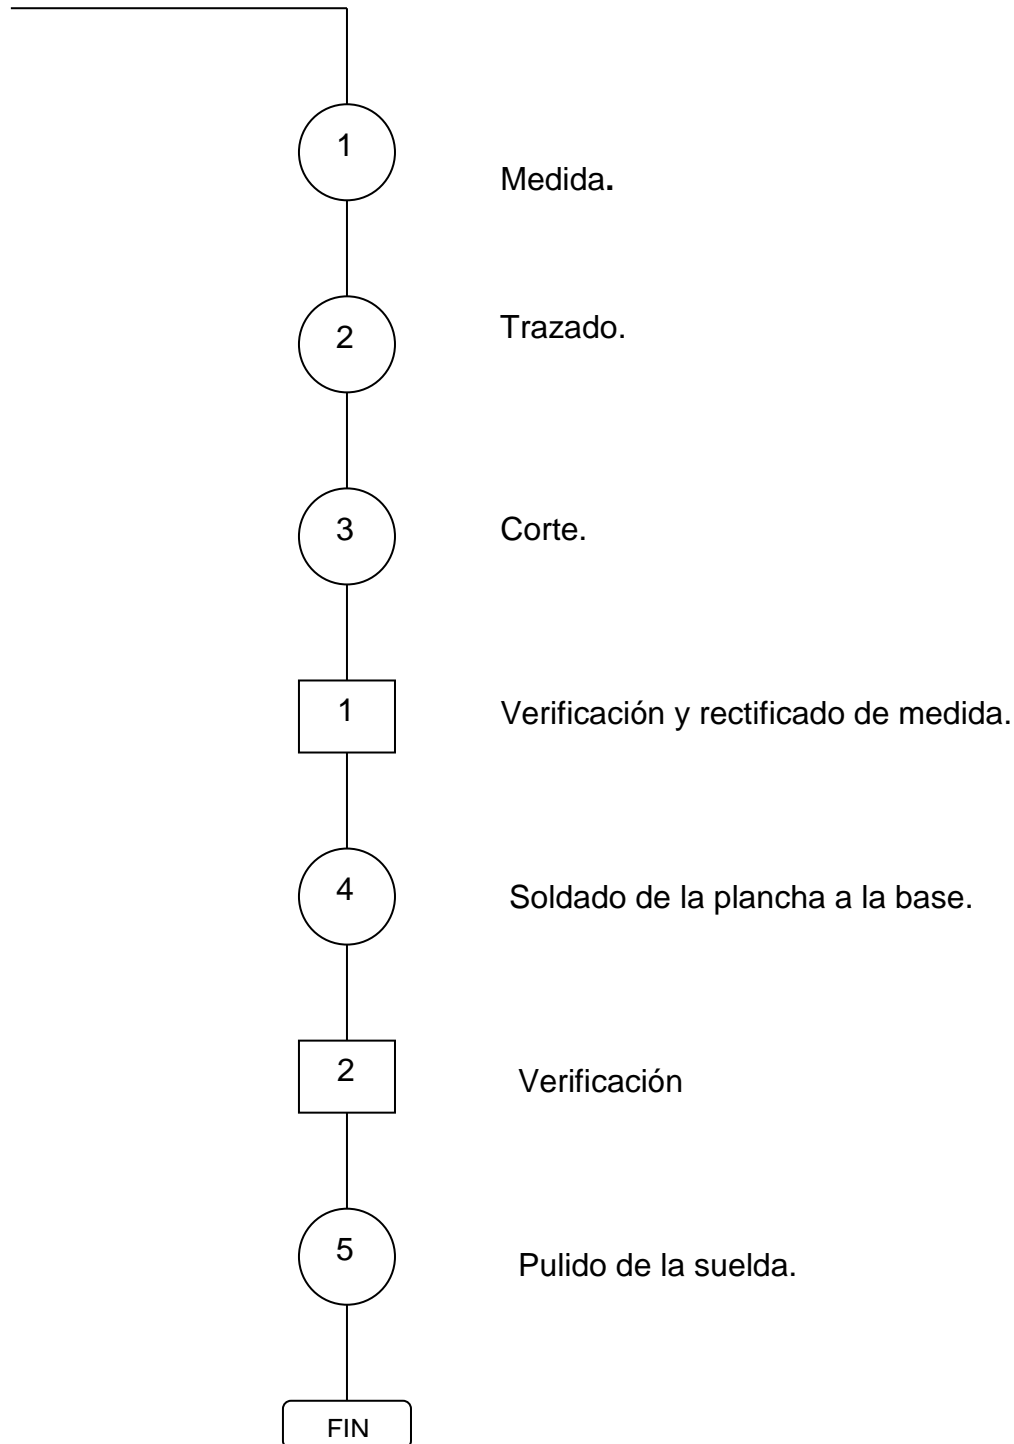 1
Medida.
2
Trazado.
3
Corte.
1
Verificación y rectificado de medida.
4
Soldado de la plancha a la base.
2
Verificación
5
Pulido de la suelda.
FIN